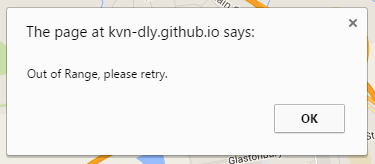 The page at kvn-dly.github.io says:
Out of Range, please retry.
OK
Glastonbury